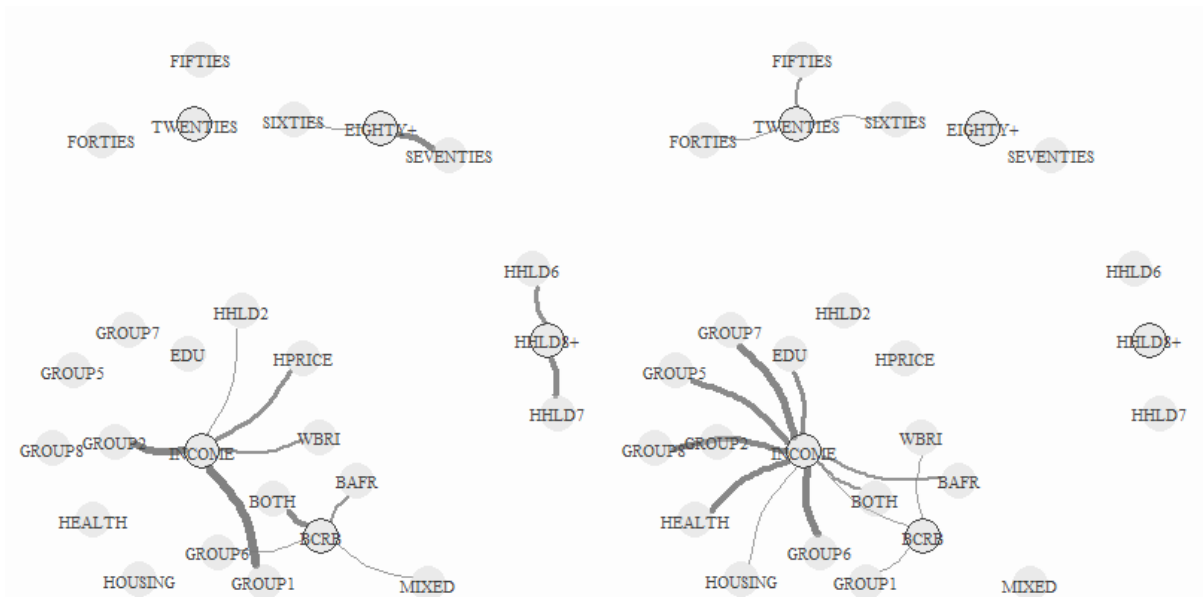 FIFTIES
TWENTIES
SIXTIES
EIGHTY+
FORTIES
SEVENTIES
HHLD6
HHLD2
GROUP7
HHLD8+
EDU
HPRICE
GROUP5
HHLD7
WBRI
GROUP2
GROUP8
INCOME
BAFR
BOTH
HEALTH
BCRB
GROUP6
HOUSING
GROUP1
MIXED
FIFTIES
TWENTIES
SIXTIES
EIGHTY+
FORTIES
SEVENTIES
HHLD6
HHLD2
GROUP7
HHLD8+
EDU
HPRICE
GROUP5
HHLD7
WBRI
GROUP2
GROUP8
INCOME
BAFR
BOTH
HEALTH
BCRB
GROUP6
HOUSING
GROUP1
MIXED